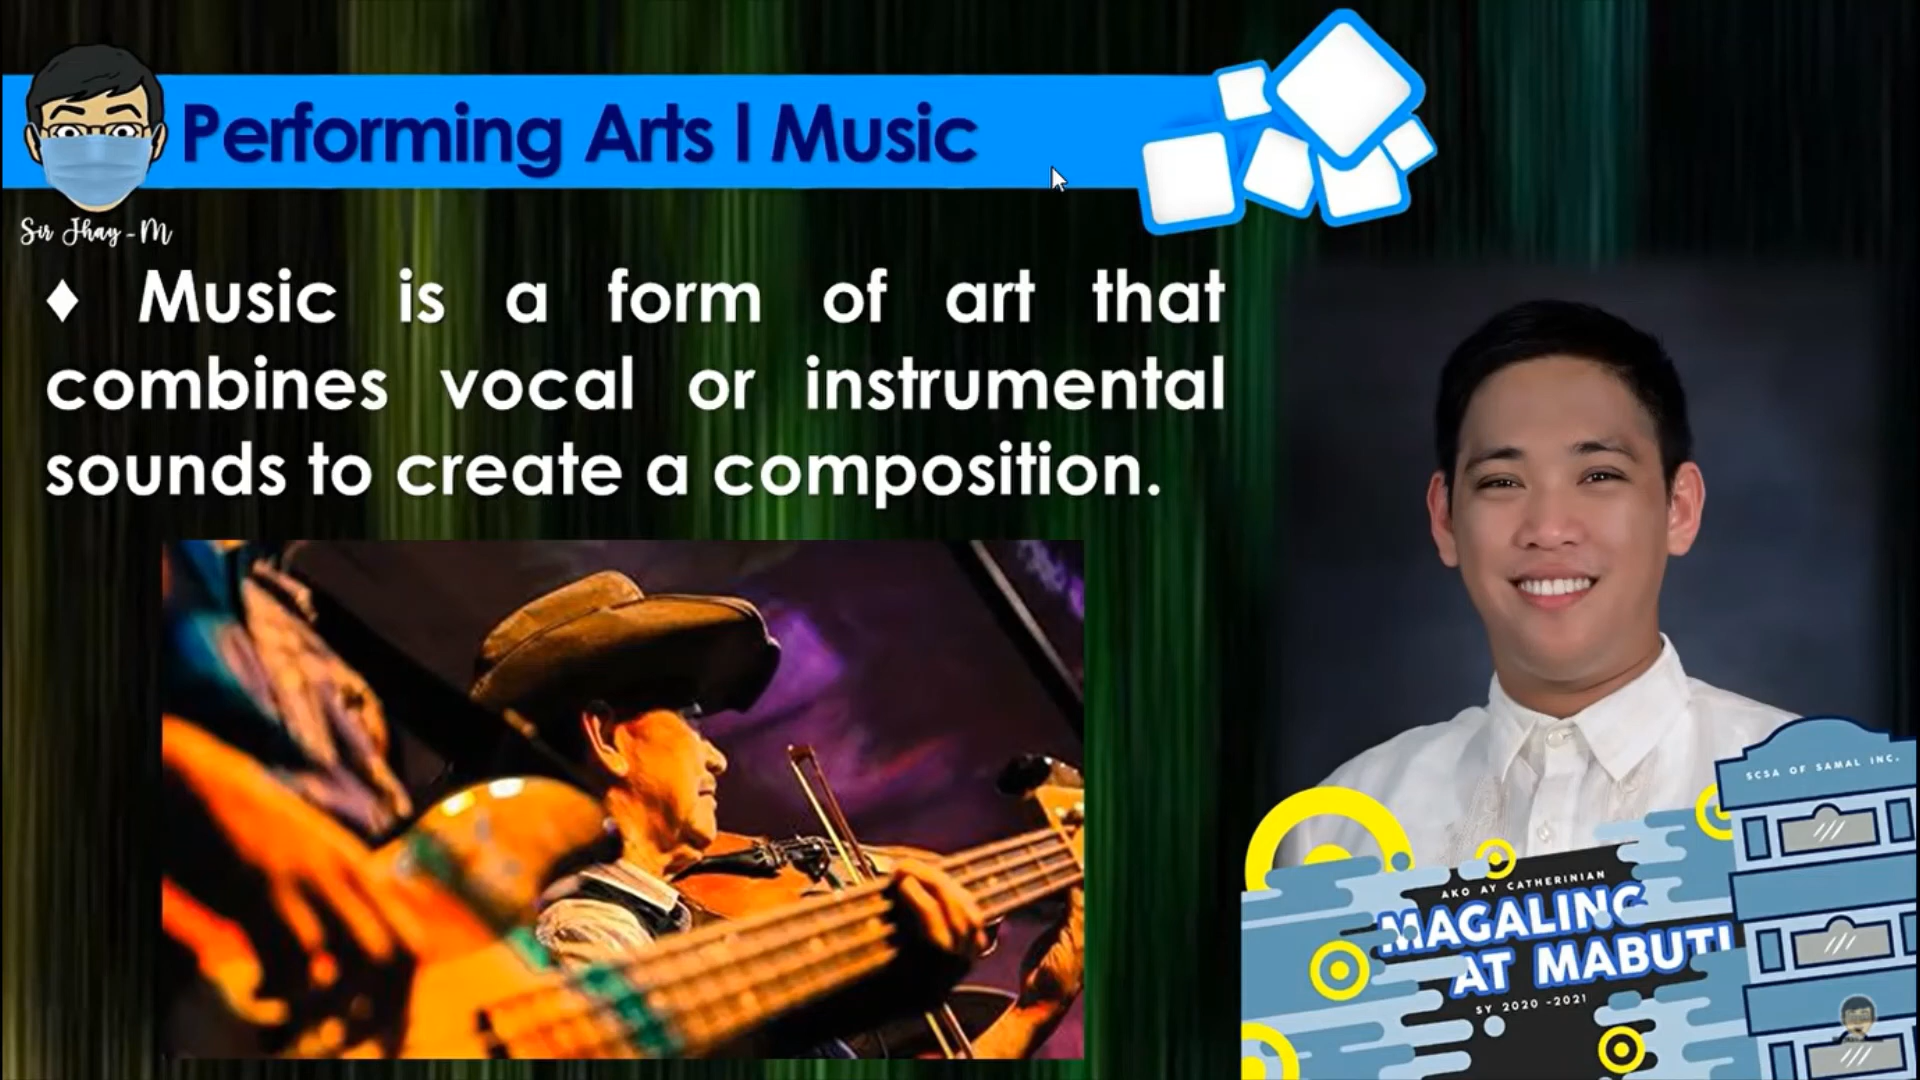 Performing Arts | Music
Sir Jhay-M
♦ Music is a form of art that
combines vocal or instrumental
sounds to create a composition.
SCSA OF SAMAL INC.
AKO AY CATHERINIAN
MAGALING
AT MABUTI
SY 2020 -2021